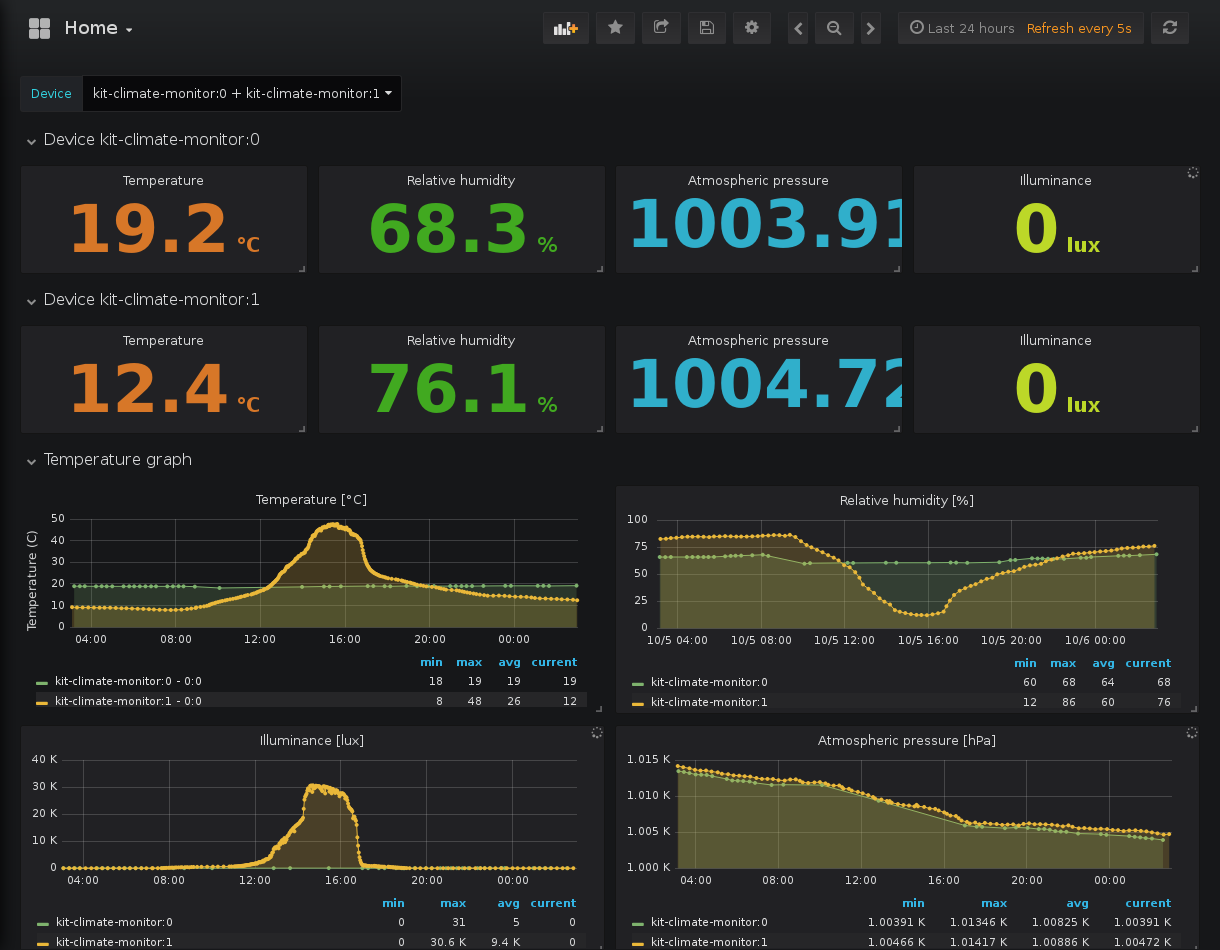 Home
Last 24 hours Refresh every 5s
Device kit-climate-monitor:0 + kit-climate-monitor:1
Device kit-climate-monitor:0
Temperature
19.2 °C
Relative humidity
68.3 %
Atmospheric pressure
1003.91
Illuminance
0 lux
Device kit-climate-monitor:1
Temperature
12.4 °C
Relative humidity
76.1 %
Atmospheric pressure
1004.72
Illuminance
0 lux
Temperature graph
Temperature [°C]
Temperature (C)
50
40
30
20
10
0
04:00 08:00 12:00 16:00 20:00 00:00
min max avg current
kit-climate-monitor:0 - 0:0 18 19 19 19
kit-climate-monitor:1 - 0:0 8 48 26 12
Relative humidity [%]
100
75
50
25
0
10/5 04:00 10/5 08:00 10/5 12:00 10/5 16:00 10/5 20:00 10/6 00:00
min max avg current
kit-climate-monitor:0 60 68 64 68
kit-climate-monitor:1 12 86 60 76
Illuminance [lux]
40 K
30 K
20 K
10 K
0
04:00 08:00 12:00 16:00 20:00 00:00
min max avg current
kit-climate-monitor:0 0 31 5 0
kit-climate-monitor:1 0 30.6 K 9.4 K 0
Atmospheric pressure [hPa]
1.015 K
1.010 K
1.005 K
1.000 K
04:00 08:00 12:00 16:00 20:00 00:00
min max avg current
kit-climate-monitor:0 1.00391 K 1.01346 K 1.00825 K 1.00391 K
kit-climate-monitor:1 1.00466 K 1.01417 K 1.00886 K 1.00472 K